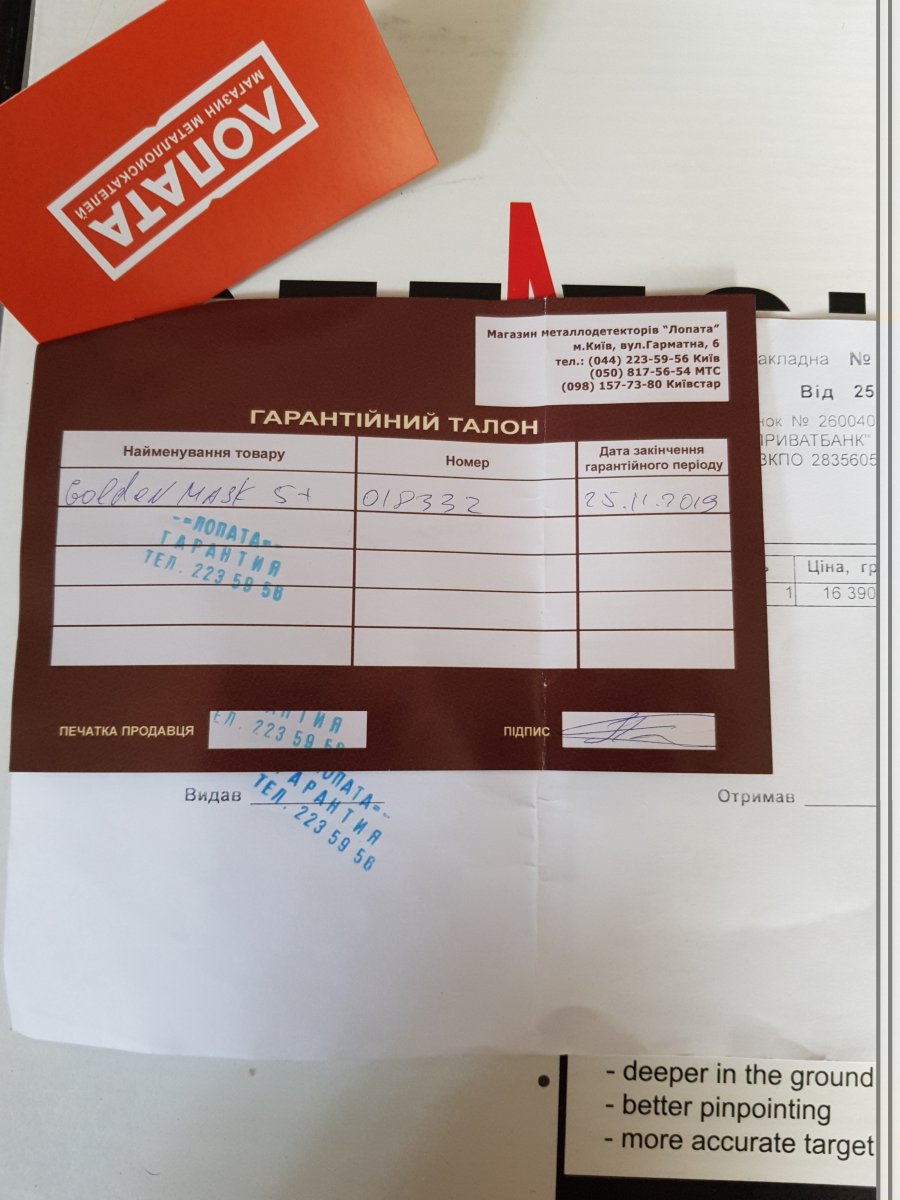 ЛОПАТА
МАГАЗИН МЕТАЛЛОИСКАТЕЛЕЙ
Магазин металлодетекторів "Лопата"
м.Київ, вул.Гарматна, 6
тел.: (044) 223-59-56 Київ
(050) 817-56-54 МТС
(098) 157-73-80 Київстар
ГАРАНТІЙНИЙ ТАЛОН
Найменування товару Номер Дата закінчення гарантійного періоду
Golden MASK 5+ 018332 25.11.2019
-=ЛОПАТА=-
ГАРАНТИЯ
ТЕЛ. 223 59 56
ПЕЧАТКА ПРОДАВЦЯ
223 59
ПІДПИС
№
Від 25
№ 260040
ПРИВАТБАНК"
2835605
Ціна, гр
1 16 390
Видав
ЛОПАТА=-
ГАРАНТИЯ
ТЕЛ. 223 59 56
Отримав
- deeper in the ground
- better pinpointing
- more accurate target